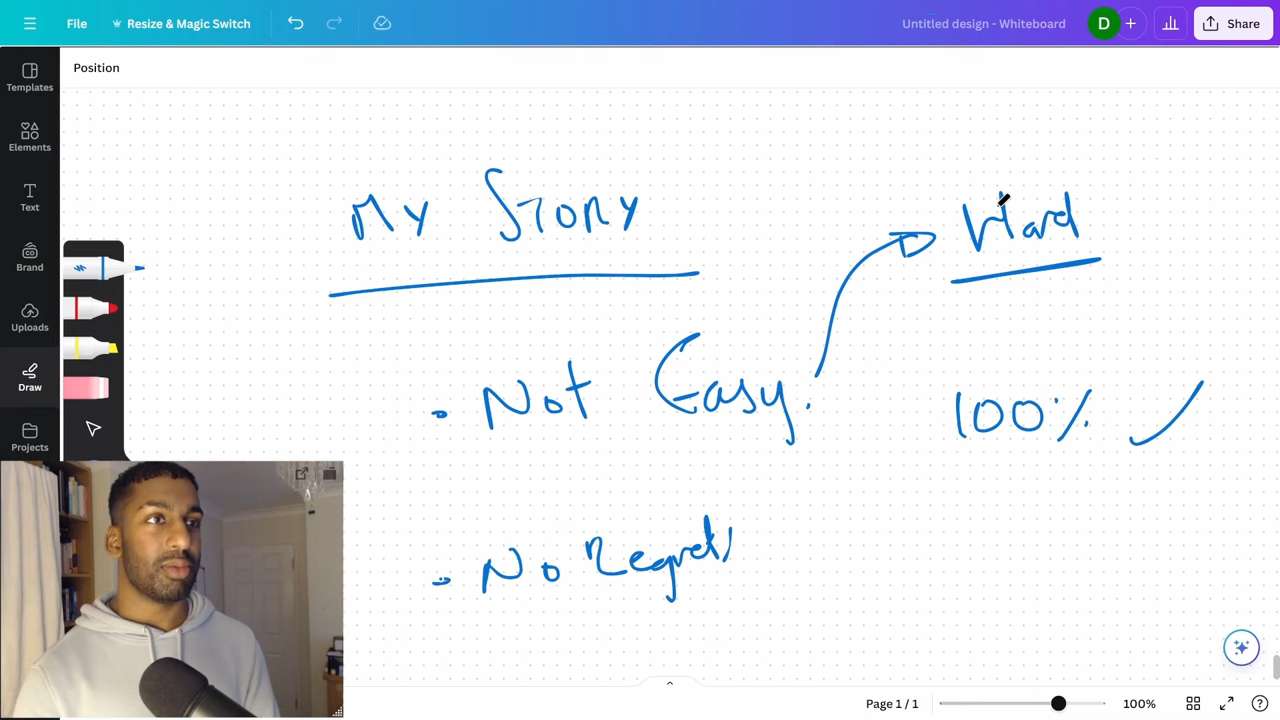 File
Resize & Magic Switch
Untitled design - Whiteboard
D
Share
Templates
Elements
Text
Brand
Uploads
Draw
Projects
Position
My Story
Hard
• Not Easy.
100%
• No Regrets
Page 1 / 1
100%